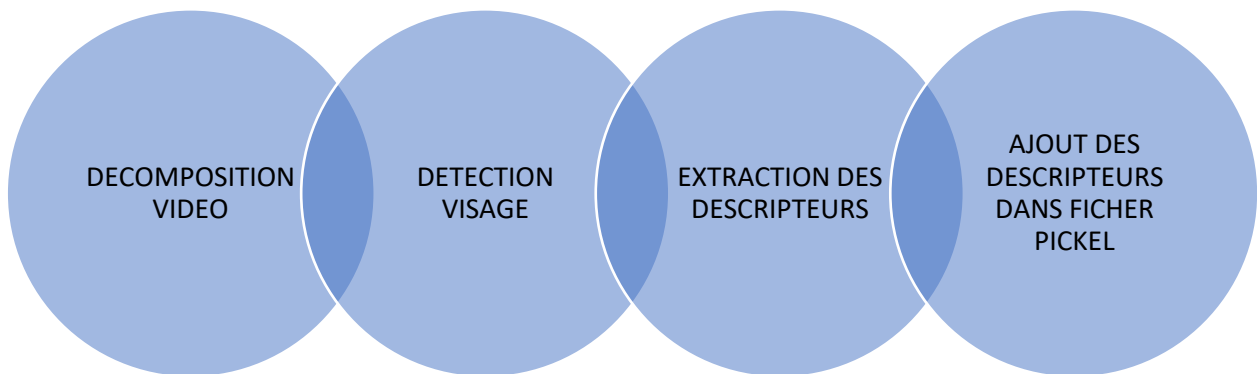 DECOMPOSITION
VIDEO
DETECTION
VISAGE
EXTRACTION DES
DESCRIPTEURS
AJOUT DES
DESCRIPTEURS
DANS FICHER
PICKEL